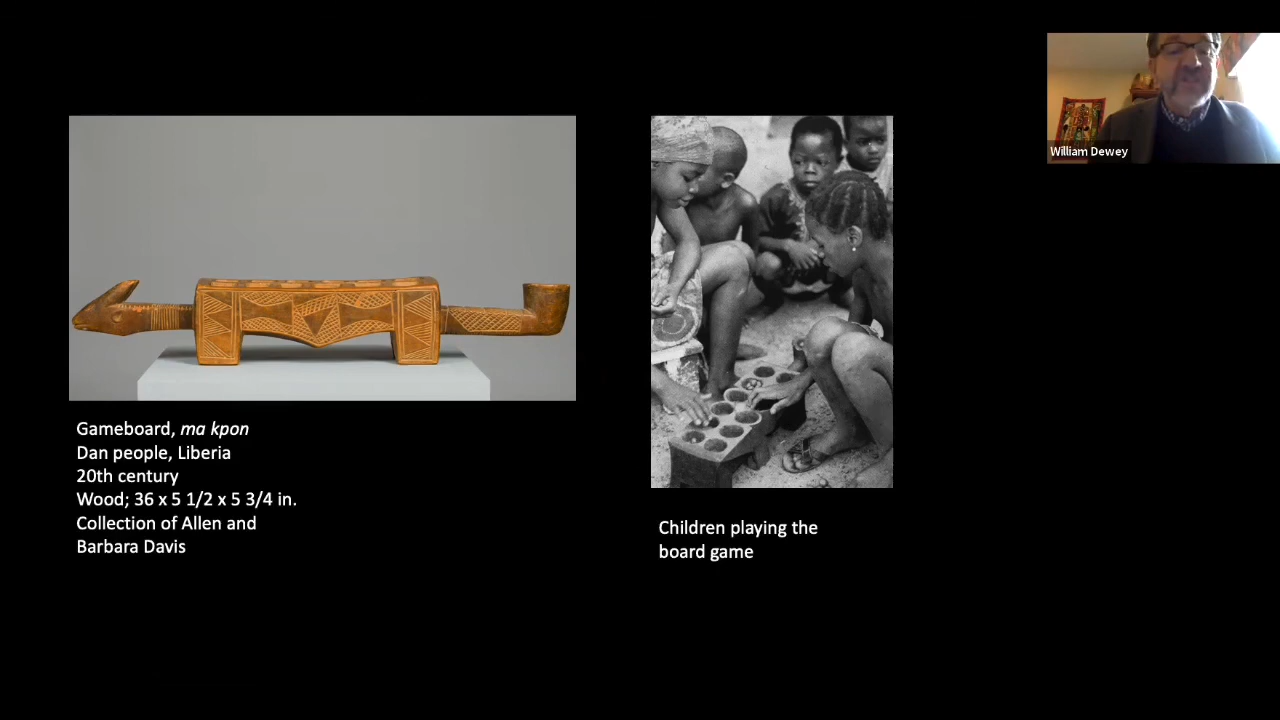 William Dewey
Gameboard, ma kpon
Dan people, Liberia
20th century
Wood; 36 x 5 1/2 x 5 3/4 in.
Collection of Allen and
Barbara Davis
Children playing the
board game